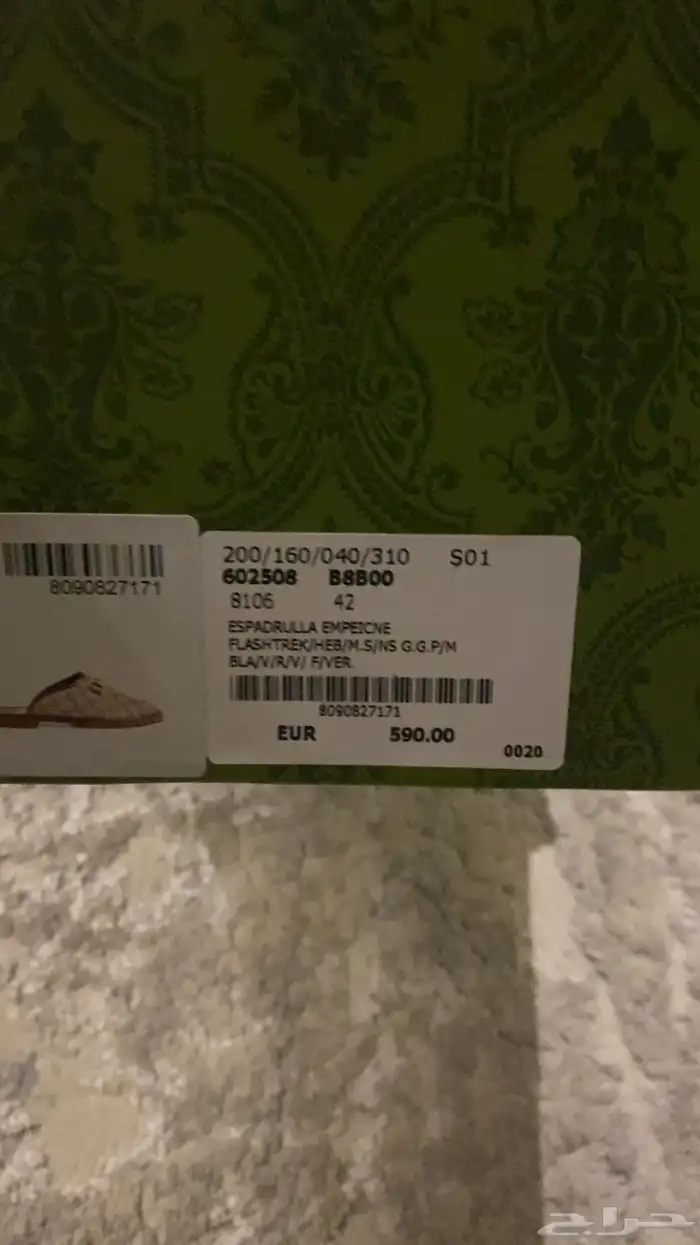 8090827171
200/160/040/310 S01
602508 B8B00
8106 42
ESPADRULLA EMPEICNE
FLASHTREK/HEB/M.S/NS G.G.P/M
BLA/V/R/V/ F/VER.
8090827171
EUR 590.00
0020
حراج